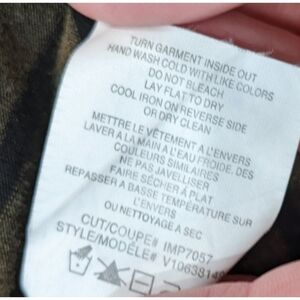 TURN GARMENT INSIDE OUT
HAND WASH COLD WITH LIKE COLORS
DO NOT BLEACH
LAY FLAT TO DRY
COOL IRON ON REVERSE SIDE
OR DRY CLEAN
METTRE LE VÊTEMENT A L'ENVERS
LAVER A LA MAIN A L'EAU FROIDE. DES
COULEURS SIMILAIRES
NE PAS JAVELLISER
FAIRE SÉCHER À PLAT
REPASSER A BASSE TEMPÉRATURE SUR
L'ENVERS
OU NETTOYAGE A SEC
CUT/COUPE# IMP7057
STYLE/MODÈLE# V1063814